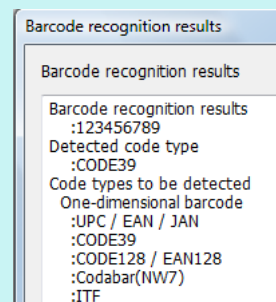 Barcode recognition results
Barcode recognition results
Barcode recognition results
:123456789
Detected code type
:CODE39
Code types to be detected
One-dimensional barcode
:UPC / EAN / JAN
:CODE39
:CODE128 / EAN128
:Codabar(NW7)
:ITF